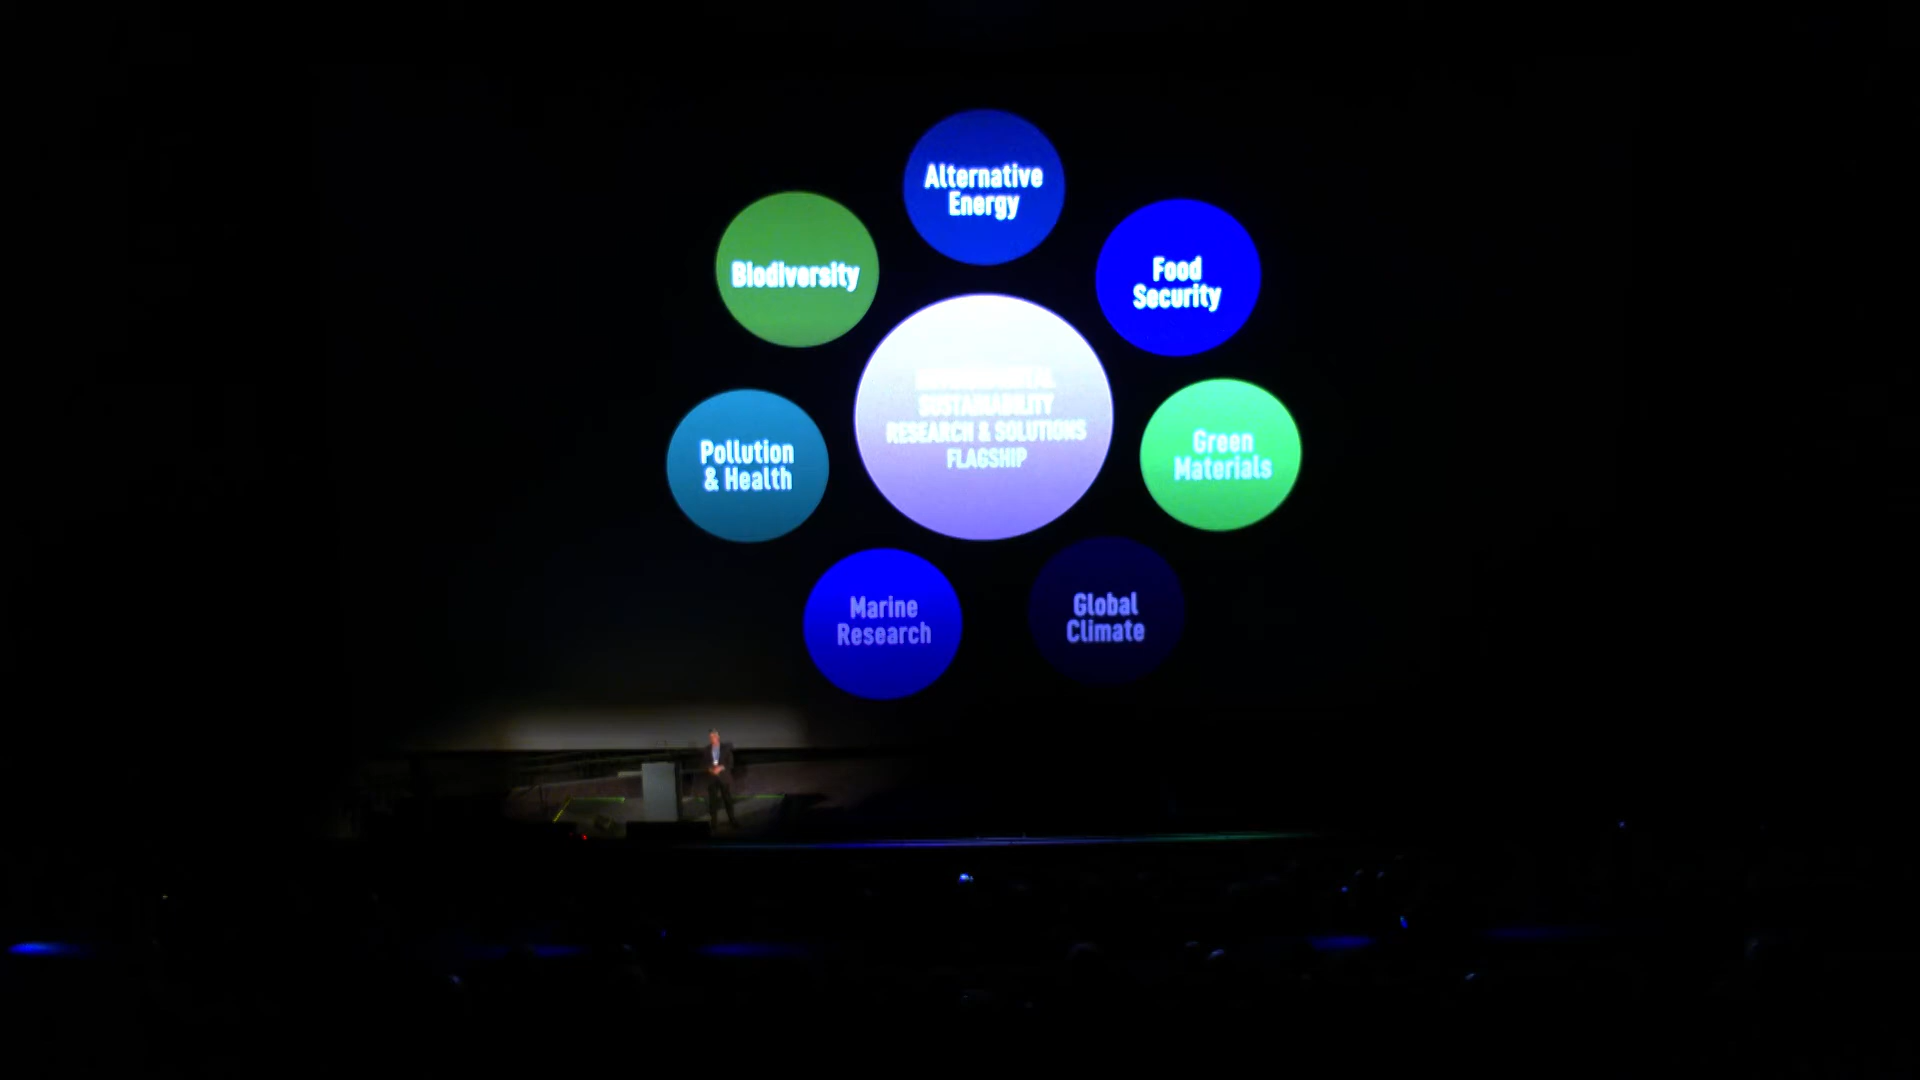 Alternative
Energy
Biodiversity
Food
Security
SUSTAINABILITY
RESEARCH & SOLUTIONS
FLAGSHIP
Pollution
& Health
Green
Materials
Marine
Research
Global
Climate